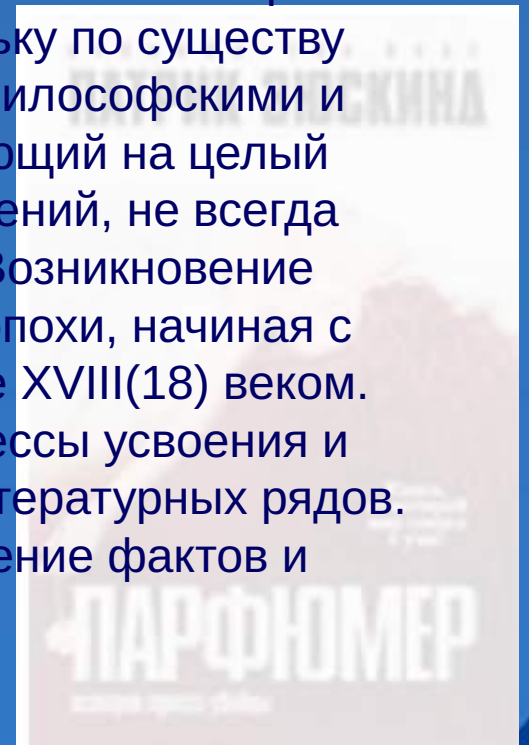 ьку по существу
илософскими и
ющий на целый
ений, не всегда
Возникновение
эпохи, начиная с
е XVIII(18) веком.
ессы усвоения и
тературных рядов.
ение фактов и
ПАРФЮМЕР